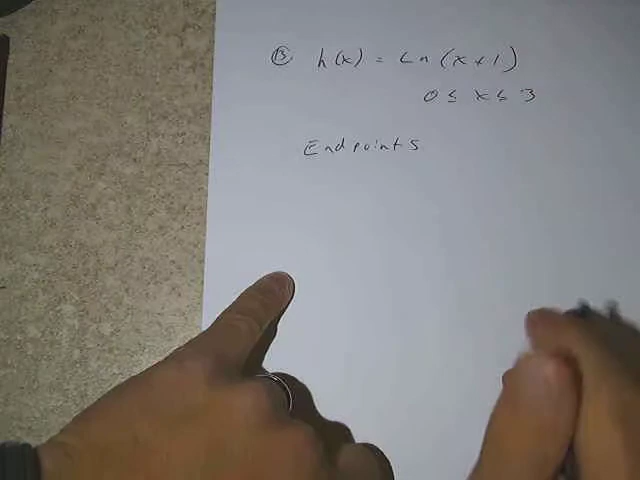 ⑬ h(x) = Ln (x+1)
0 ≤ x ≤ 3
Endpoints